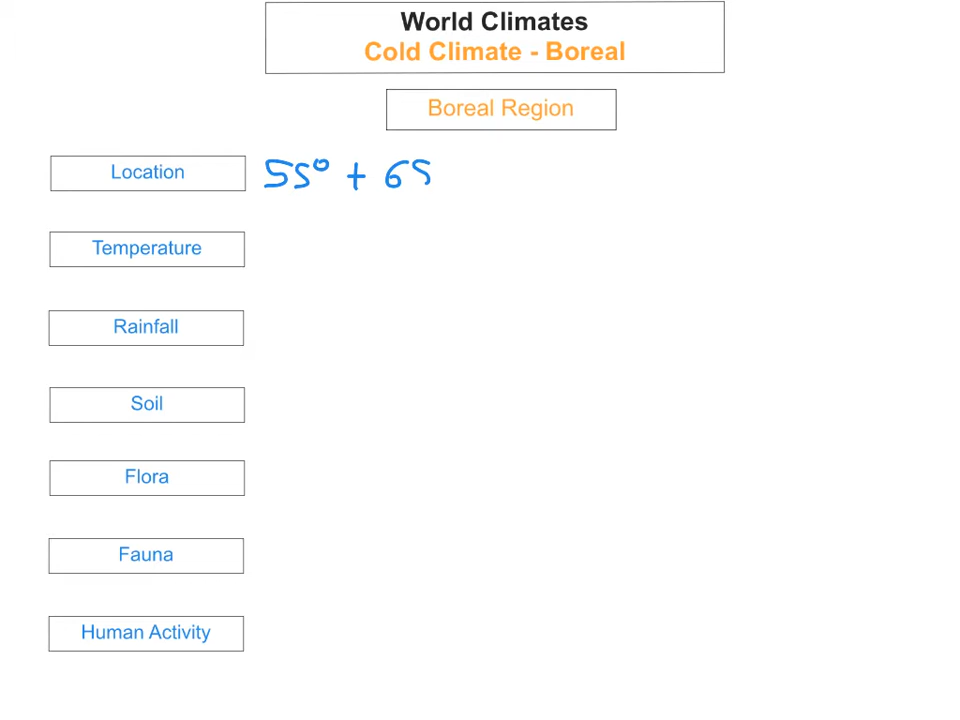 World Climates
Cold Climate - Boreal
Boreal Region
Location 55° + 65
Temperature
Rainfall
Soil
Flora
Fauna
Human Activity